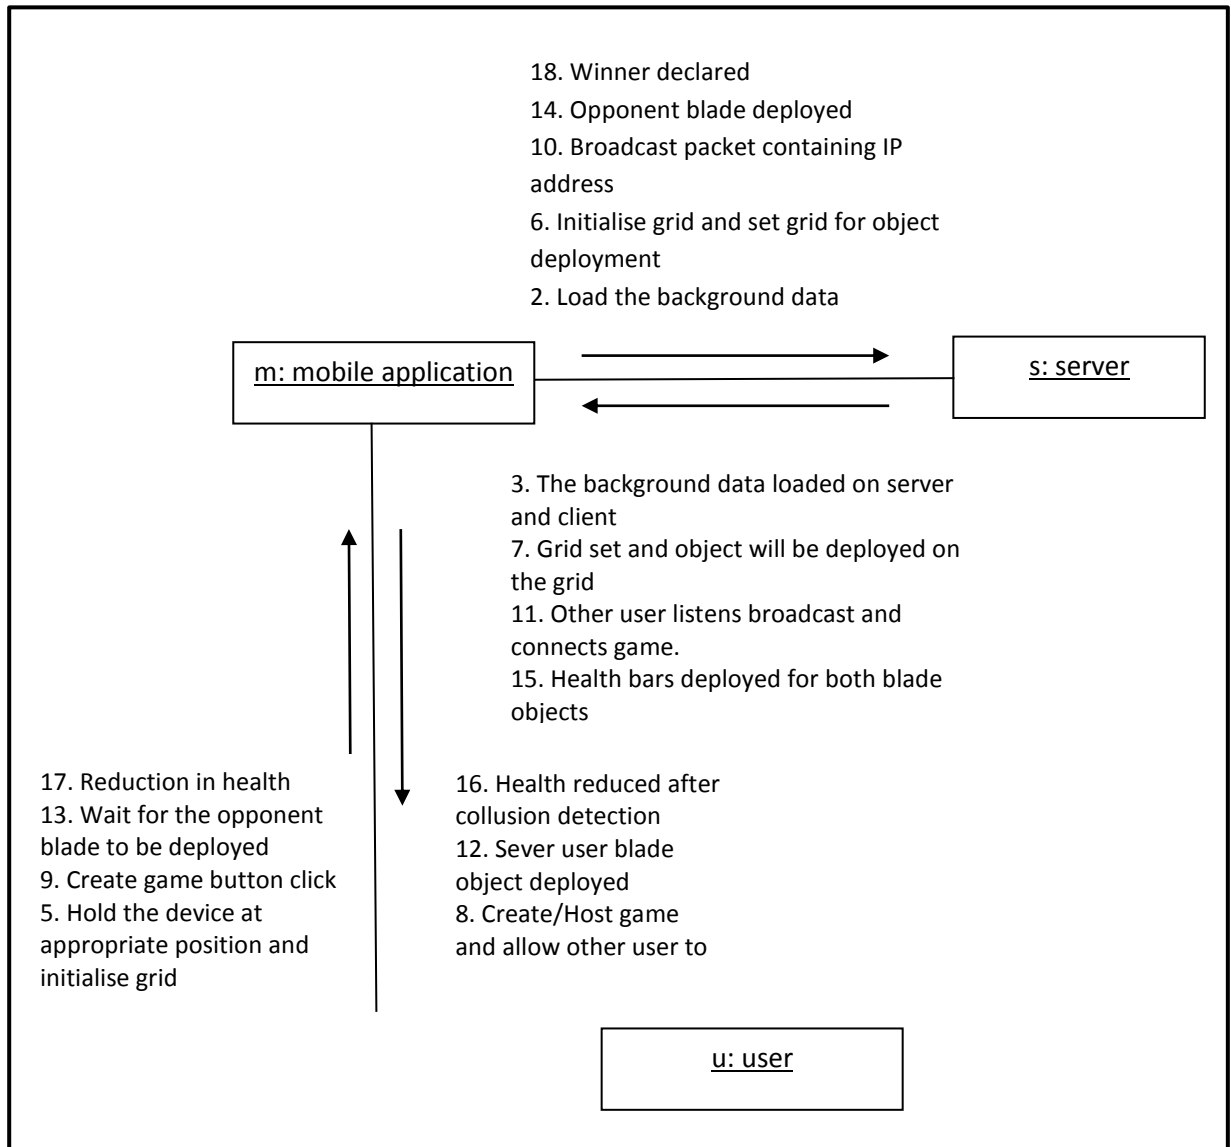 18. Winner declared
14. Opponent blade deployed
10. Broadcast packet containing IP
address
6. Initialise grid and set grid for object
deployment
2. Load the background data
m: mobile application
s: server
3. The background data loaded on server
and client
7. Grid set and object will be deployed on
the grid
11. Other user listens broadcast and
connects game.
15. Health bars deployed for both blade
objects
17. Reduction in health
13. Wait for the opponent
blade to be deployed
9. Create game button click
5. Hold the device at
appropriate position and
initialise grid
16. Health reduced after
collusion detection
12. Sever user blade
object deployed
8. Create/Host game
and allow other user to
u: user